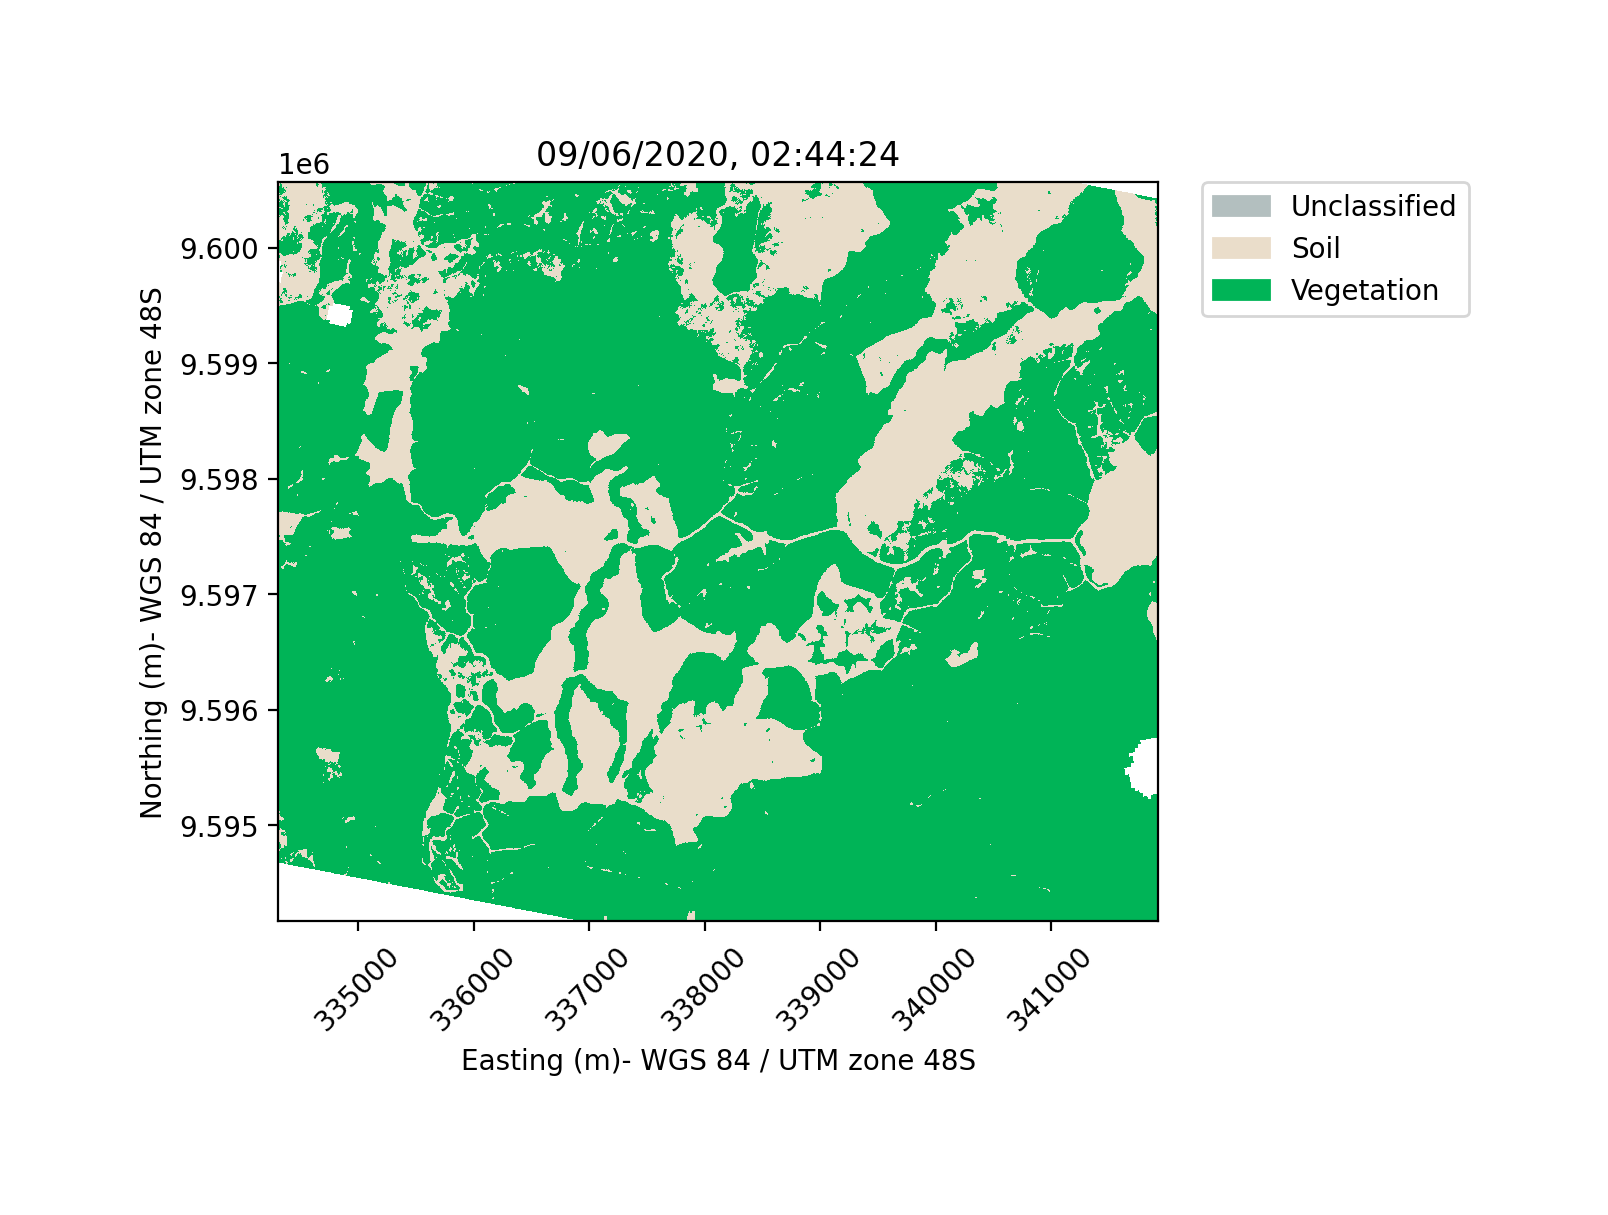 09/06/2020, 02:44:24
1e6
Unclassified
Soil
Vegetation
9.600
9.599
9.598
9.597
9.596
9.595
Northing (m)- WGS 84 / UTM zone 48S
335000
336000
337000
338000
339000
340000
341000
Easting (m)- WGS 84 / UTM zone 48S